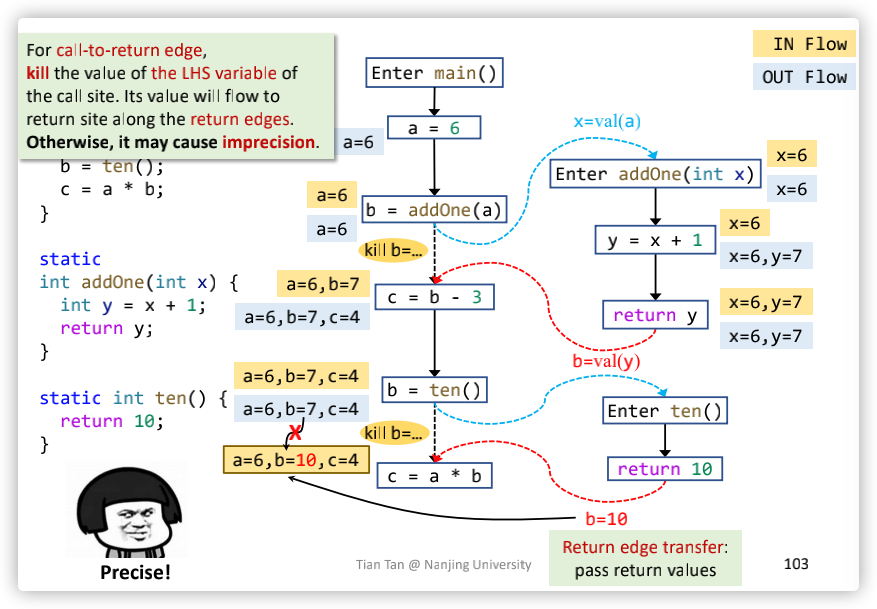 For call-to-return edge,
kill the value of the LHS variable of
the call site. Its value will flow to
return site along the return edges.
Otherwise, it may cause imprecision.
b = ten();
c = a * b;
}
static
int addOne(int x) {
int y = x + 1;
return y;
}
static int ten() {
return 10;
}
Precise!
IN Flow
OUT Flow
Enter main()
a = 6
a=6
a=6
a=6
b = addOne(a)
kill b=…
a=6,b=7
a=6,b=7,c=4
c = b - 3
a=6,b=7,c=4
a=6,b=7,c=4
b = ten()
X
kill b=…
a=6,b=10,c=4
c = a * b
x=val(a)
Enter addOne(int x)
x=6
x=6
y = x + 1
x=6
x=6,y=7
return y
x=6,y=7
x=6,y=7
b=val(y)
Enter ten()
return 10
b=10
Return edge transfer:
pass return values
Tian Tan @ Nanjing University
103